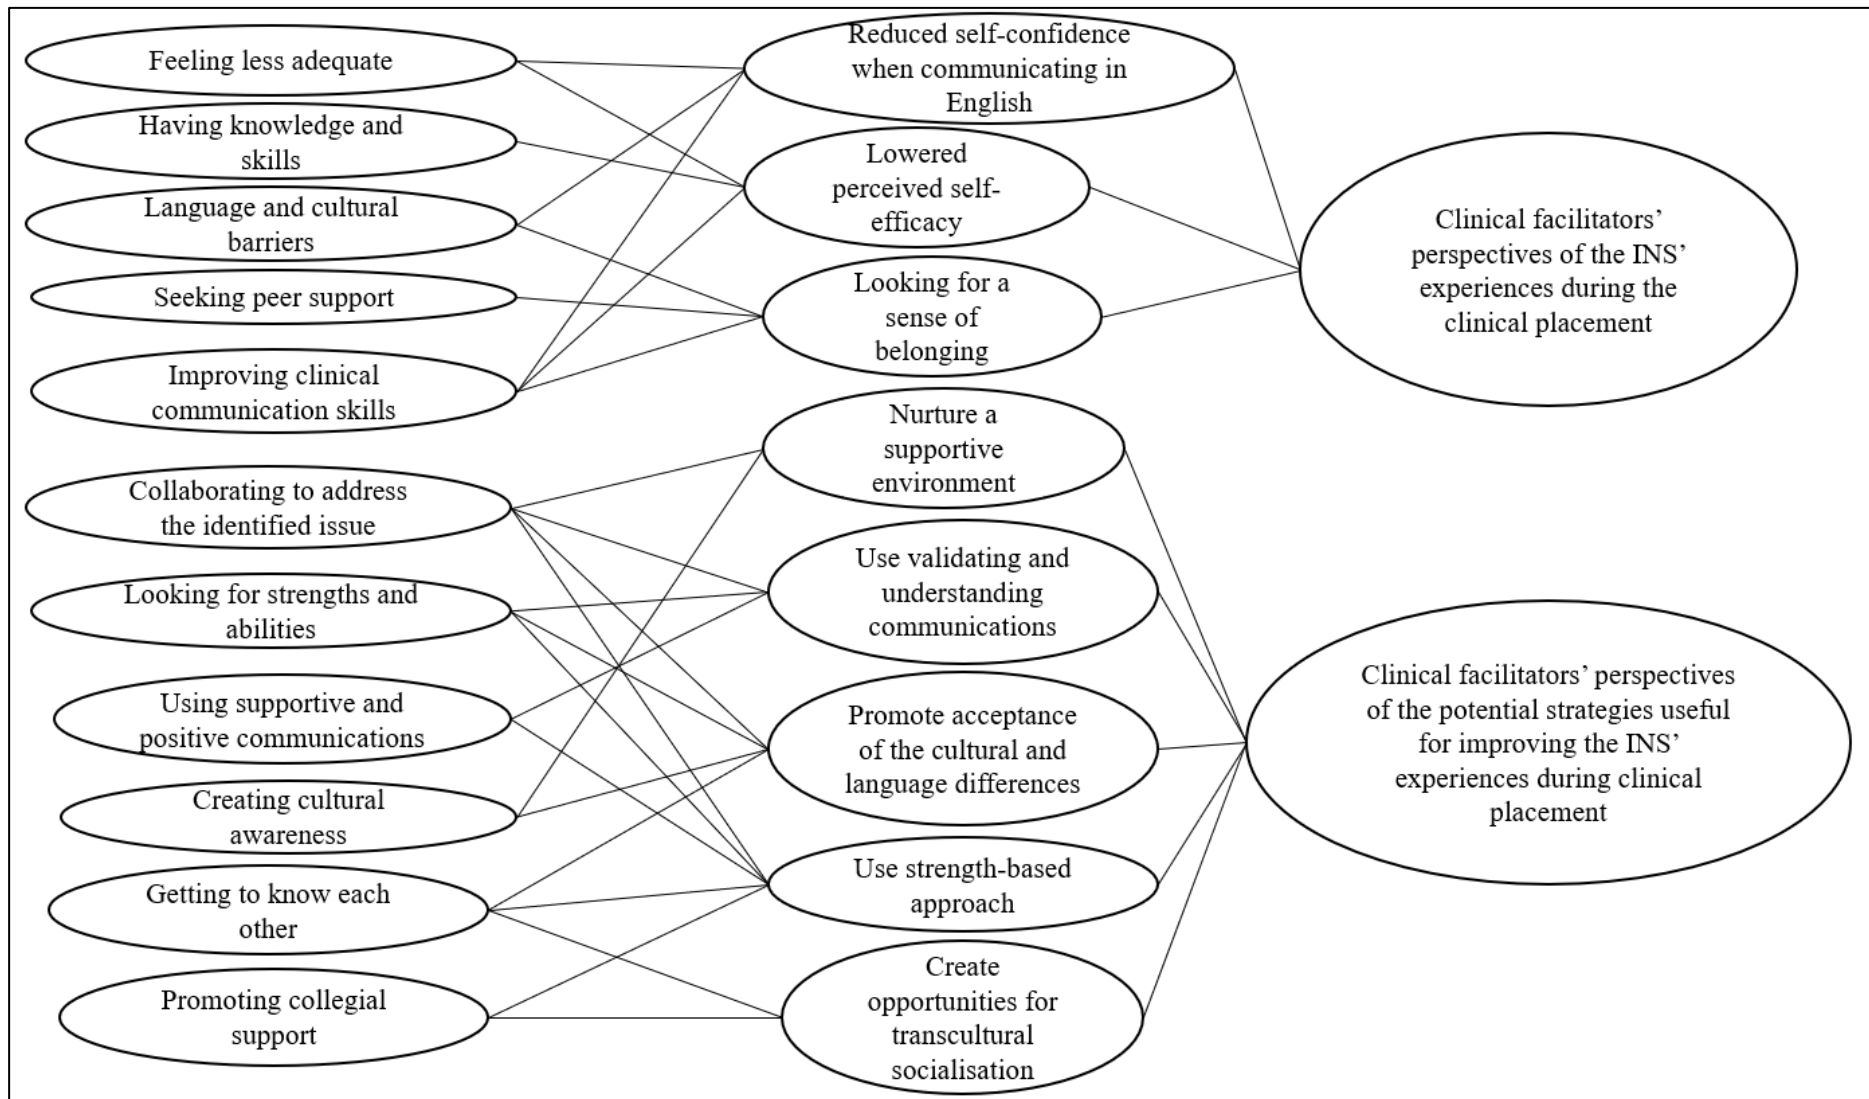 Feeling less adequate
Having knowledge and
skills
Language and cultural
barriers
Seeking peer support
Improving clinical
communication skills
Collaborating to address
the identified issue
Looking for strengths and
abilities
Using supportive and
positive communications
Creating cultural
awareness
Getting to know each
other
Promoting collegial
support
Reduced self-confidence
when communicating in
English
Lowered
perceived self-
efficacy
Looking for a
sense of
belonging
Nurture a
supportive
environment
Use validating and
understanding
communications
Promote acceptance
of the cultural and
language differences
Use strength-based
approach
Create
opportunities for
transcultural
socialisation
Clinical facilitators’
perspectives of the INS’
experiences during the
clinical placement
Clinical facilitators’ perspectives
of the potential strategies useful
for improving the INS’
experiences during clinical
placement